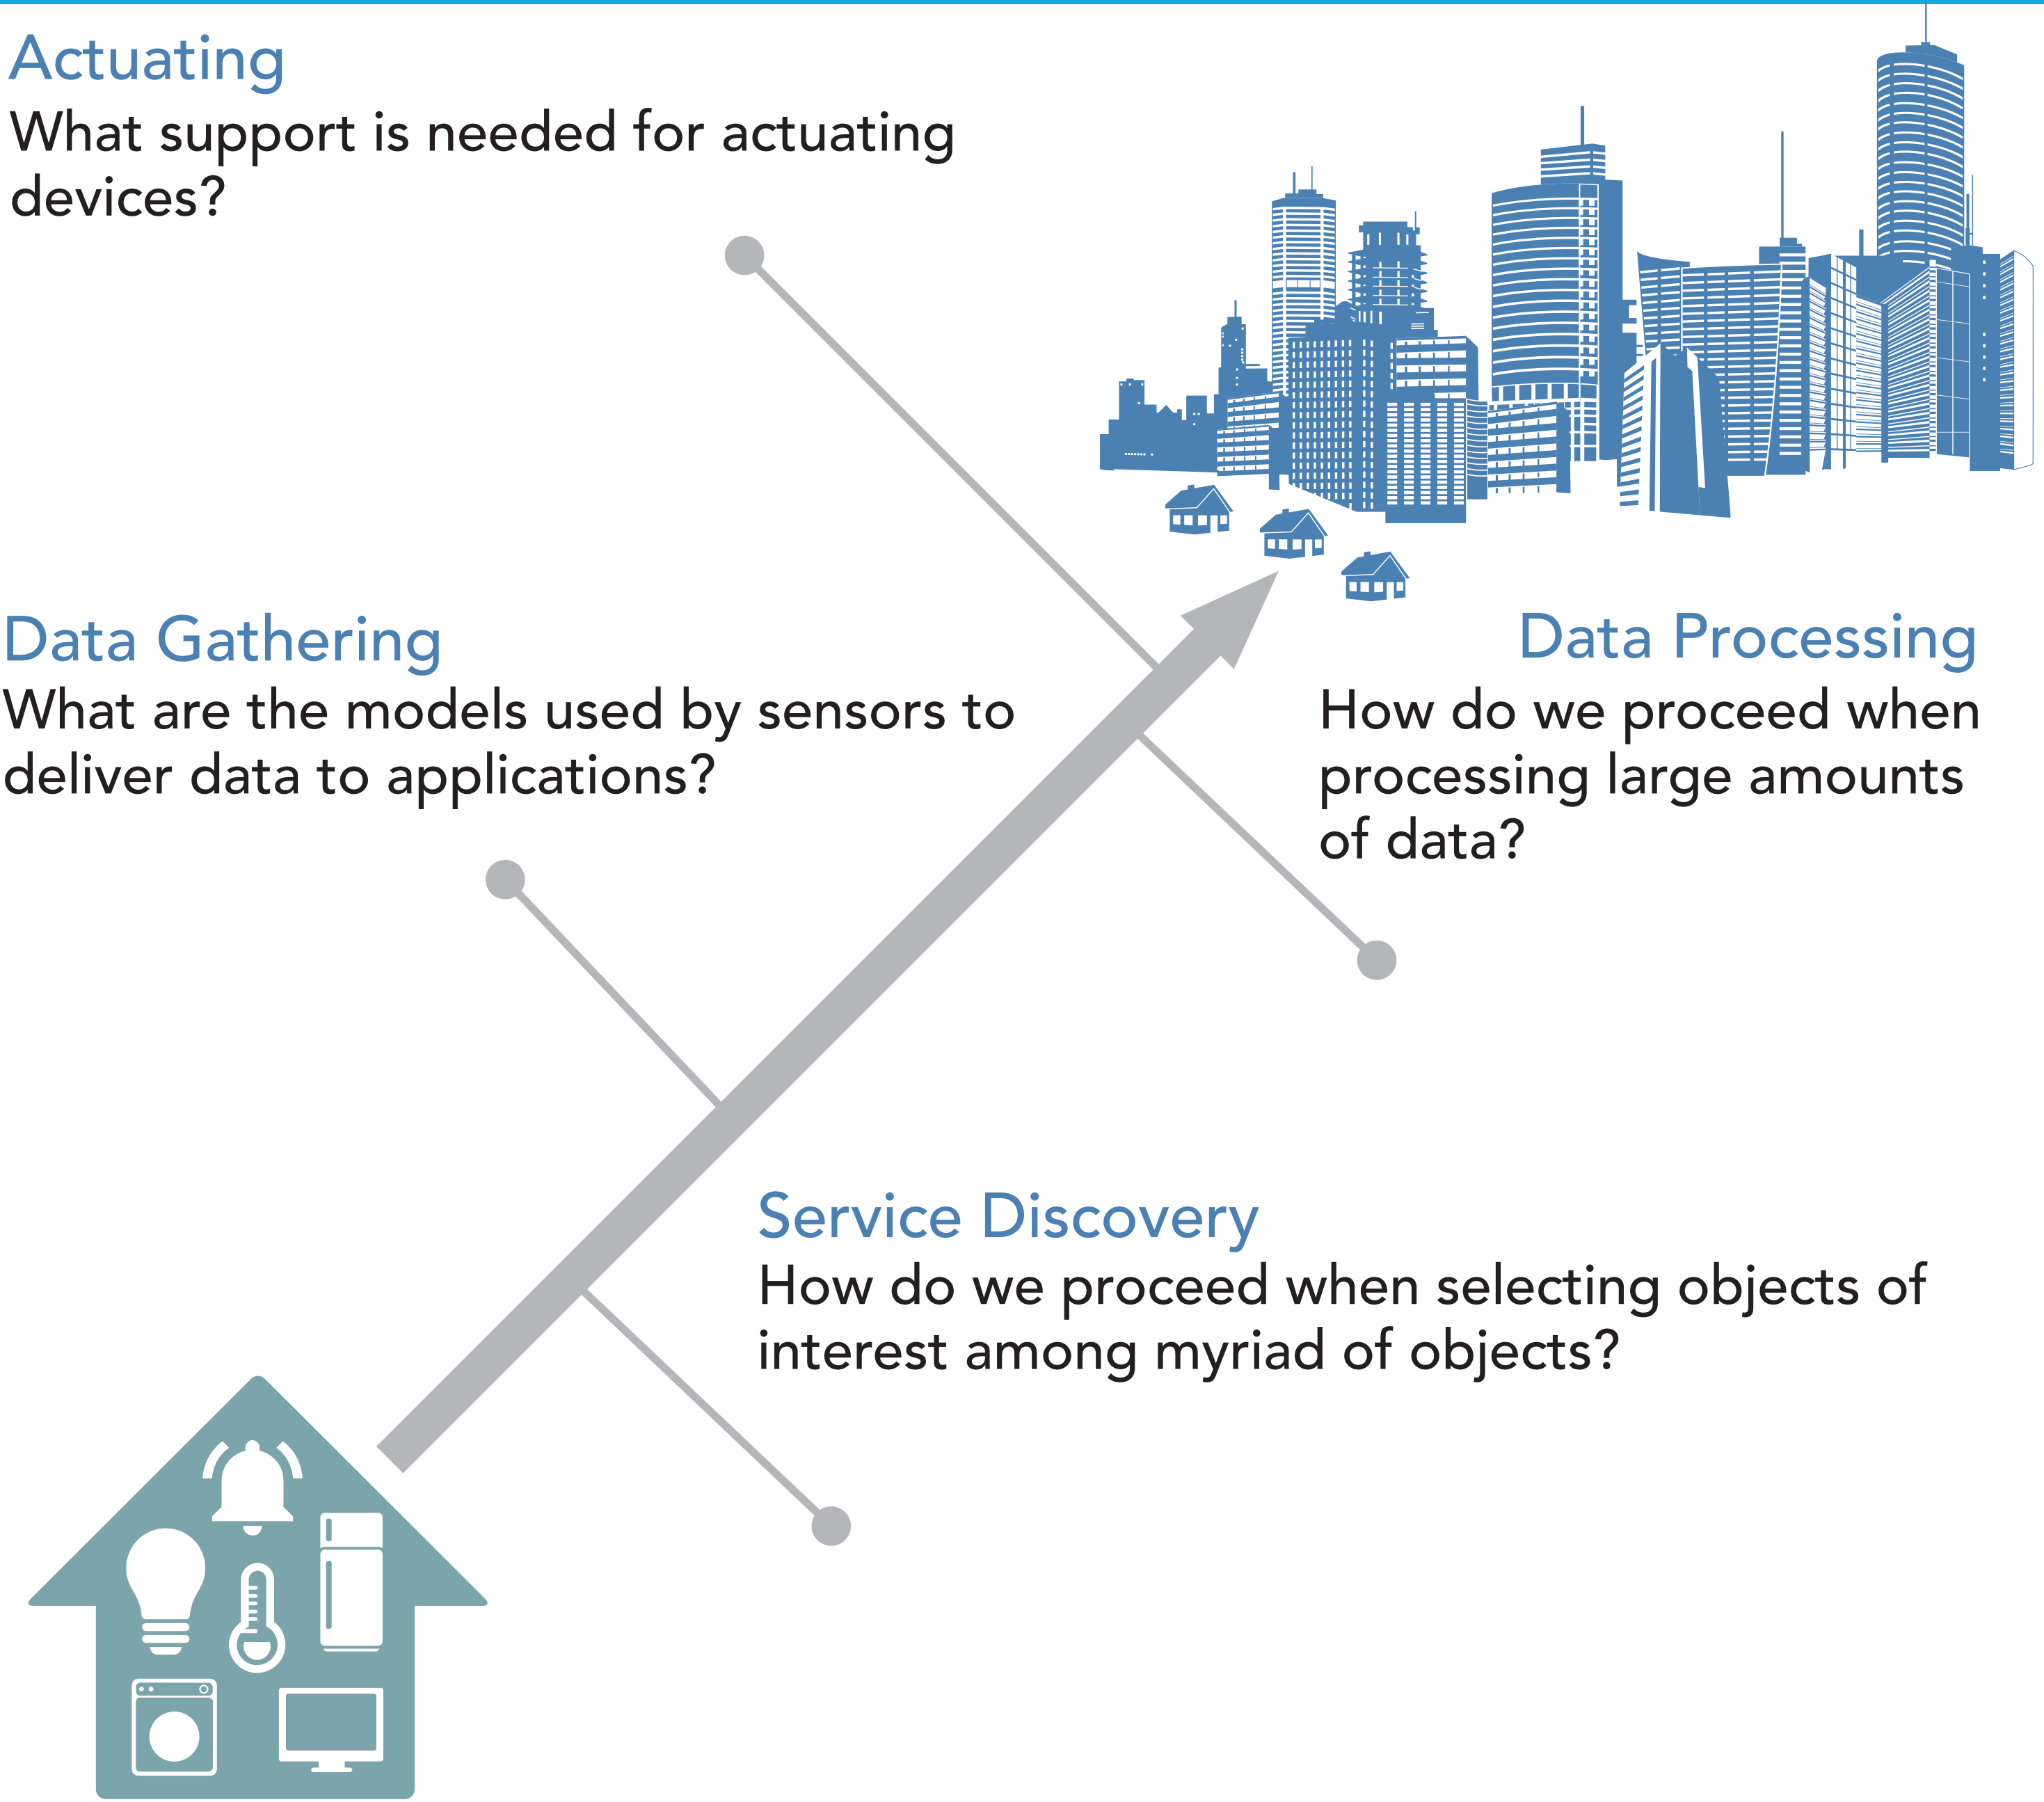 Actuating
What support is needed for actuating
devices?
Data Gathering
What are the models used by sensors to
deliver data to applications?
Data Processing
How do we proceed when
processing large amounts
of data?
Service Discovery
How do we proceed when selecting objects of
interest among myriad of objects?